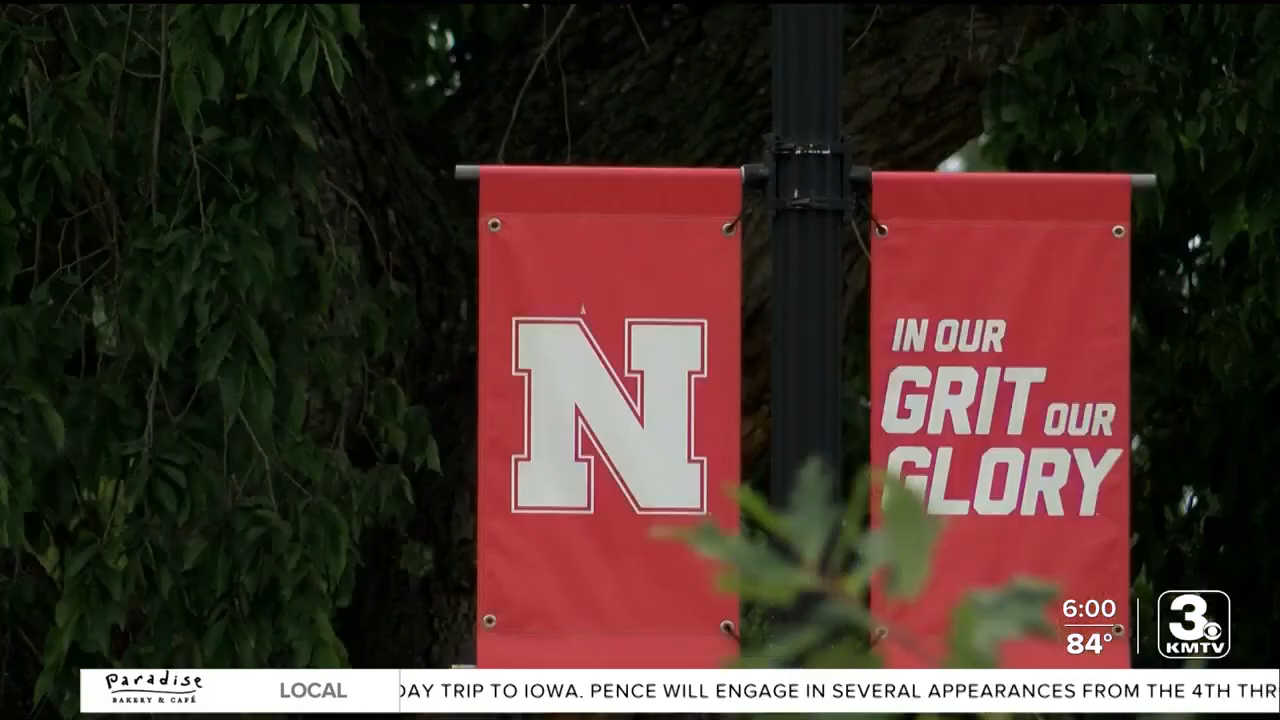 N
IN OUR
GRIT OUR
GLORY
6:00
84°
3
KMTV
Paradise
BAKERY & CAFÉ
LOCAL
DAY TRIP TO IOWA. PENCE WILL ENGAGE IN SEVERAL APPEARANCES FROM THE 4TH THR